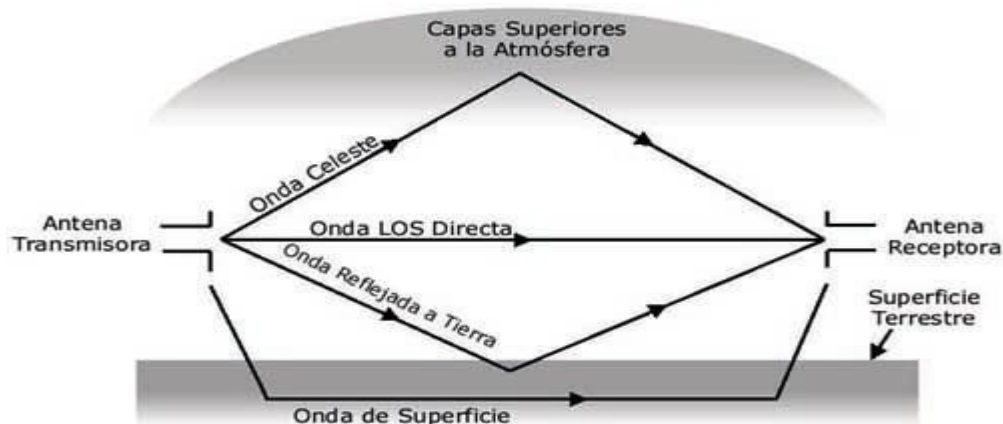 Capas Superiores
a la Atmósfera
Onda Celeste
Antena
Transmisora
Onda LOS Directa
Antena
Receptora
Onda Reflejada a Tierra
Superficie
Terrestre
Onda de Superficie